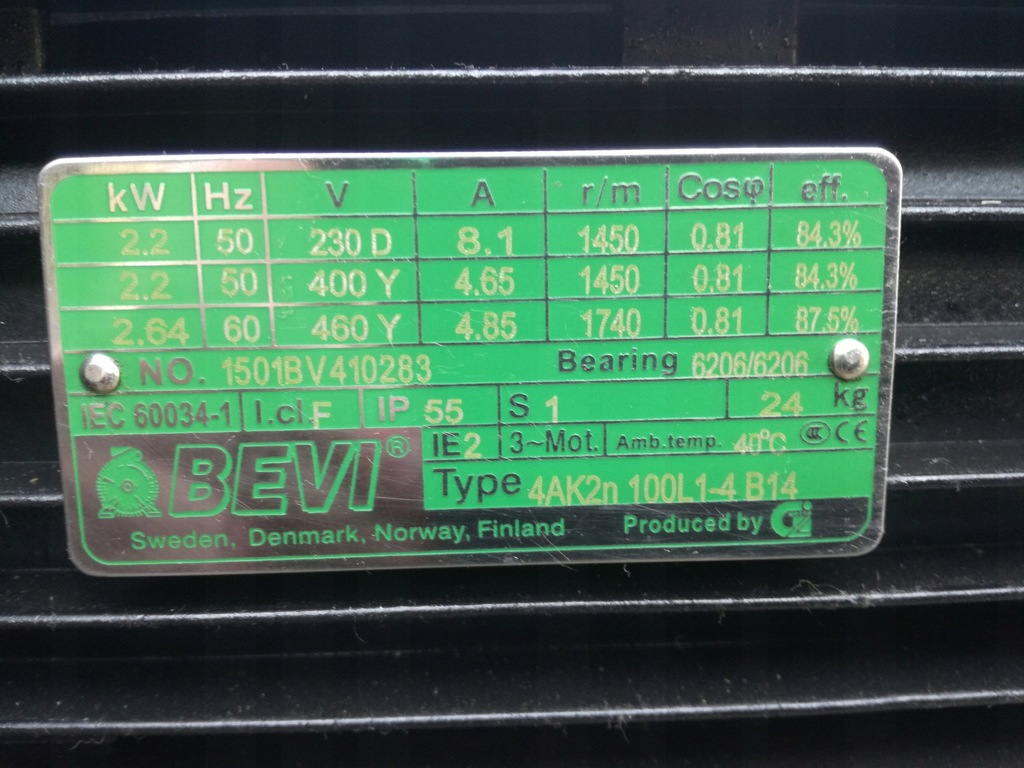 kW Hz V A r/m Cosφ eff.
2.2 50 230 D 8.1 1450 0.81 84.3%
2.2 50 400 Y 4.65 1450 0.81 84.3%
2.64 60 460 Y 4.85 1740 0.81 87.5%
NO. 1501BV410283 Bearing 6206/6206
IEC 60034-1 I.cl. F IP 55 S 1 24 kg
IE2 3~Mot. Amb.temp. 40°C CCC CE
BEVI® Type 4AK2n 100L1-4 B14
Sweden, Denmark, Norway, Finland Produced by